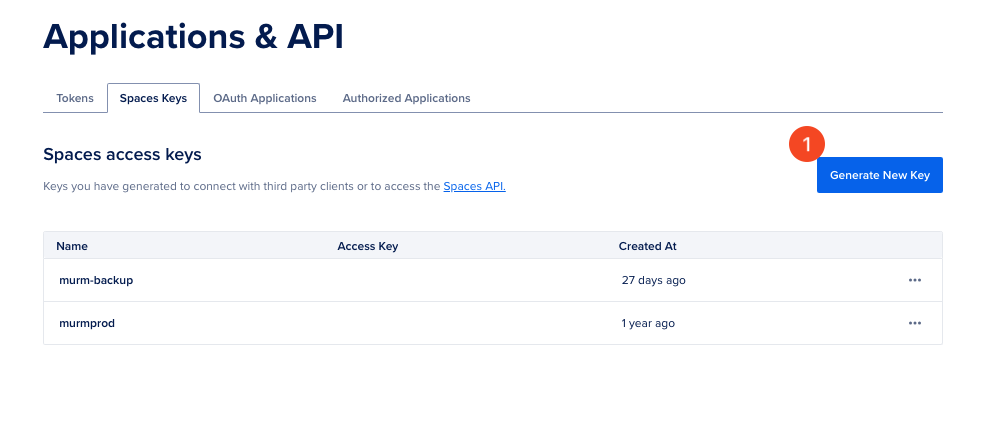 Applications & API
Tokens Spaces Keys OAuth Applications Authorized Applications
Spaces access keys
1
Generate New Key
Keys you have generated to connect with third party clients or to access the Spaces API.
Name Access Key Created At
murm-backup 27 days ago
murmprod 1 year ago